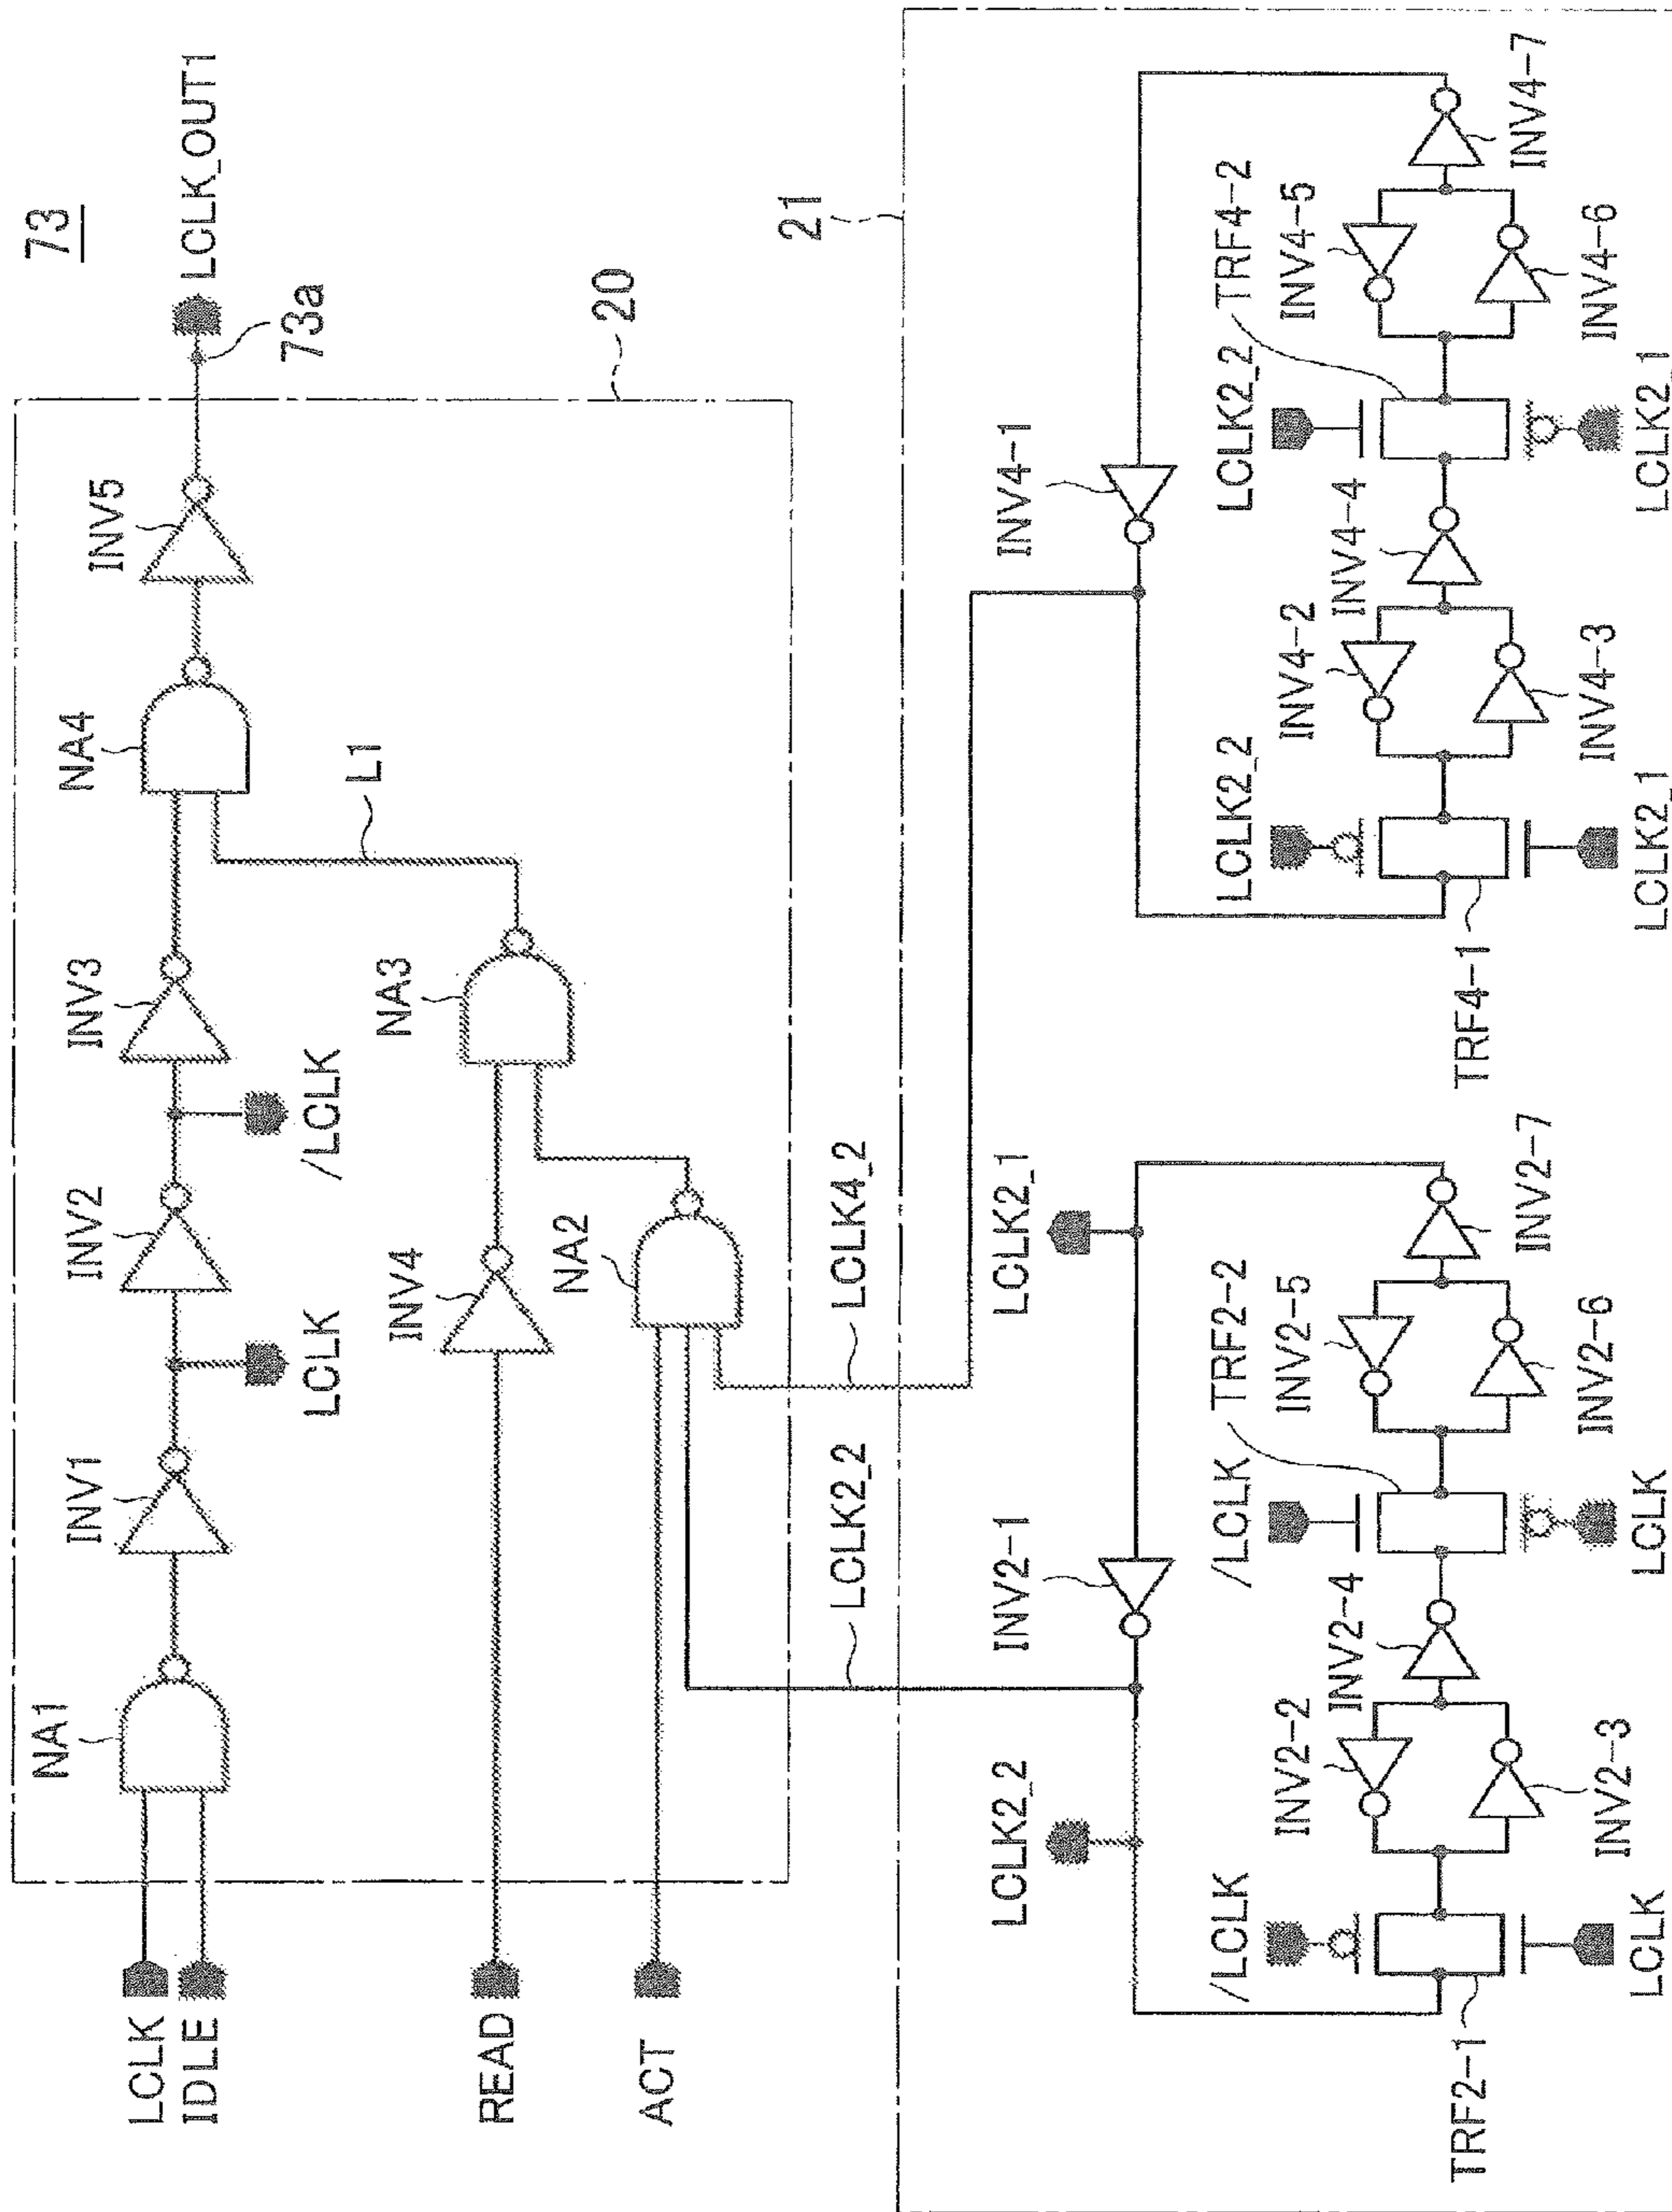 73
LCLK
IDLE
NA1
INV1
LCLK
INV2
/LCLK
INV3
NA4
INV5
LCLK_OUT1
73a
L1
READ
INV4
NA3
ACT
NA2
20
LCLK2_2
LCLK4_2
21
LCLK2_2
INV2-1
LCLK2_1
INV4-1
/LCLK
INV2-2
INV2-4
/LCLK
TRF2-2
INV2-5
LCLK2_2
INV4-2
INV4-4
LCLK2_2
TRF4-2
INV4-5
TRF2-1
LCLK
INV2-3
LCLK
INV2-6
INV2-7
TRF4-1
LCLK2_1
INV4-3
LCLK2_1
INV4-6
INV4-7